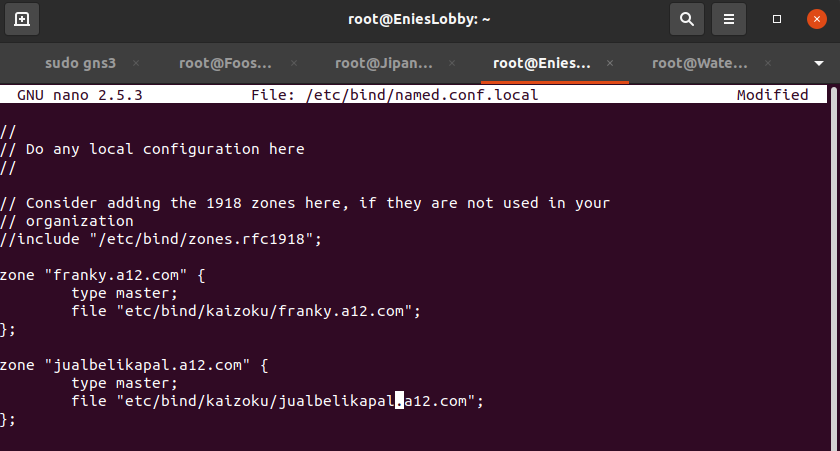 root@EniesLobby: ~
sudo gns3 × root@Foos... × root@Jipan... × root@Enies... × root@Wate... ×
GNU nano 2.5.3 File: /etc/bind/named.conf.local Modified
//
// Do any local configuration here
//
// Consider adding the 1918 zones here, if they are not used in your
// organization
//include "/etc/bind/zones.rfc1918";
zone "franky.a12.com" {
type master;
file "etc/bind/kaizoku/franky.a12.com";
};
zone "jualbelikapal.a12.com" {
type master;
file "etc/bind/kaizoku/jualbelikapal.a12.com";
};